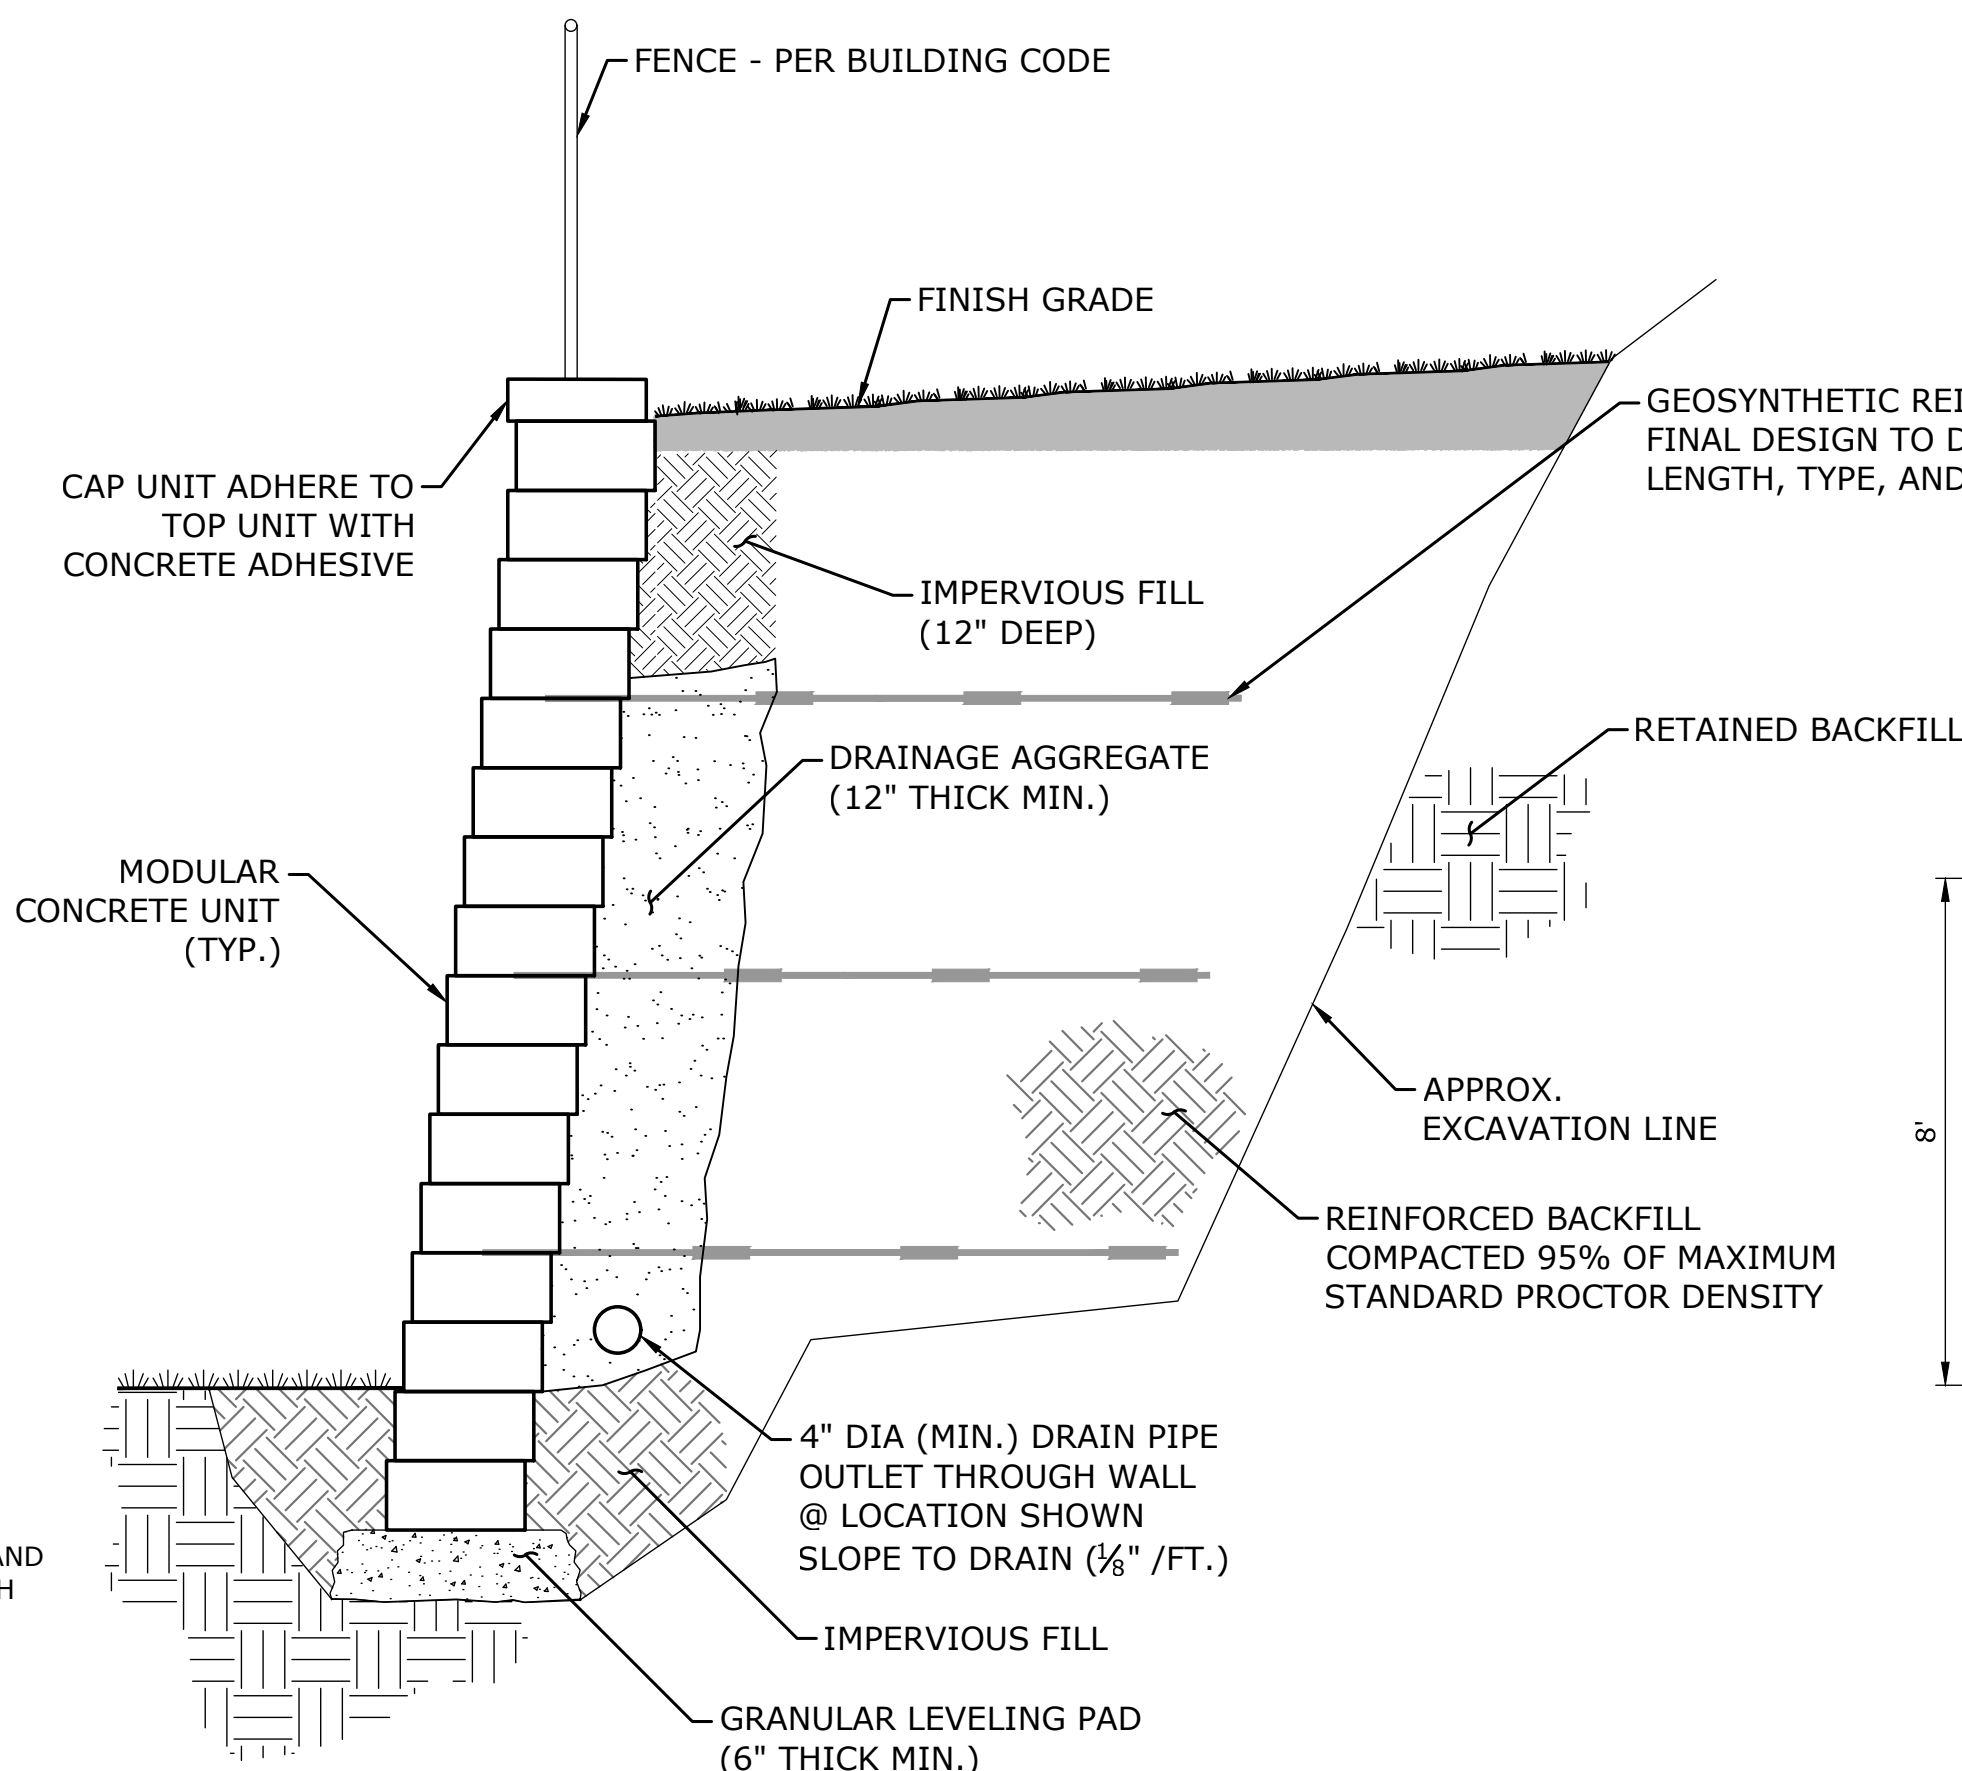 FENCE - PER BUILDING CODE
FINISH GRADE
GEOSYNTHETIC REI
FINAL DESIGN TO D
LENGTH, TYPE, AND
CAP UNIT ADHERE TO
TOP UNIT WITH
CONCRETE ADHESIVE
IMPERVIOUS FILL
(12" DEEP)
RETAINED BACKFILL
DRAINAGE AGGREGATE
(12" THICK MIN.)
MODULAR
CONCRETE UNIT
(TYP.)
APPROX.
EXCAVATION LINE
8'
REINFORCED BACKFILL
COMPACTED 95% OF MAXIMUM
STANDARD PROCTOR DENSITY
4" DIA (MIN.) DRAIN PIPE
OUTLET THROUGH WALL
@ LOCATION SHOWN
SLOPE TO DRAIN (⅛" /FT.)
AND
H
IMPERVIOUS FILL
GRANULAR LEVELING PAD
(6" THICK MIN.)